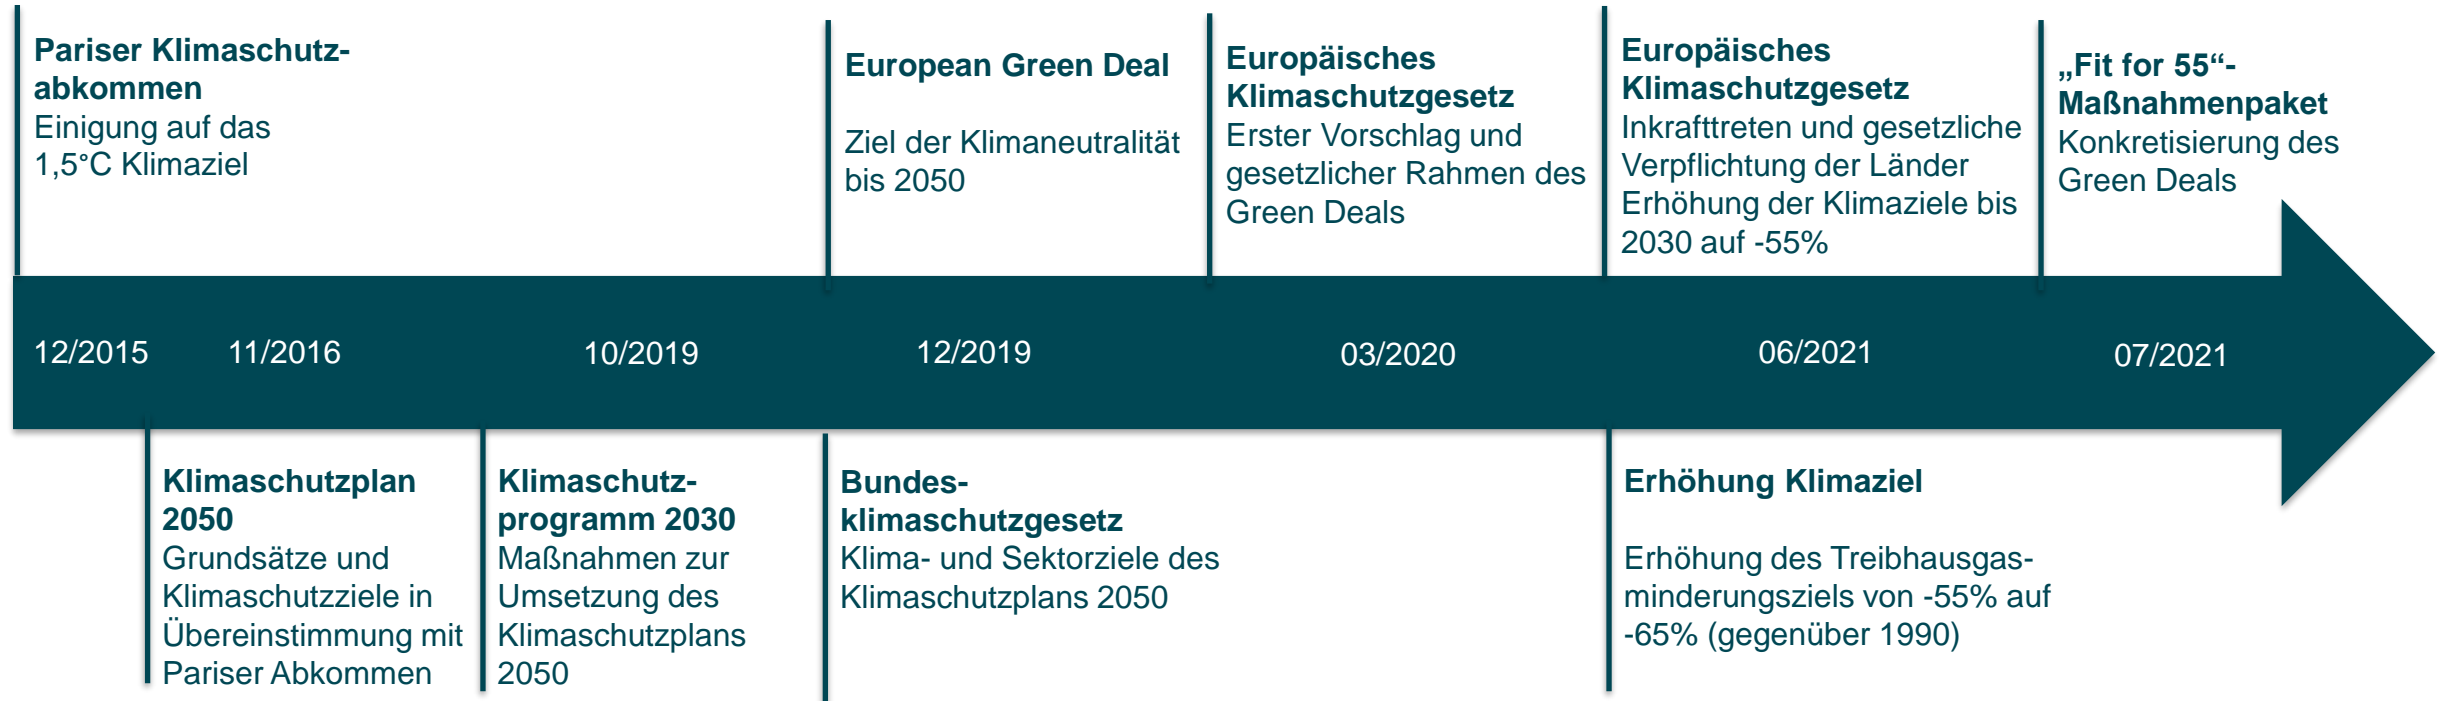 Pariser Klimaschutz-
abkommen
Einigung auf das
1,5°C Klimaziel
European Green Deal
Ziel der Klimaneutralität
bis 2050
Europäisches
Klimaschutzgesetz
Erster Vorschlag und
gesetzlicher Rahmen des
Green Deals
Europäisches
Klimaschutzgesetz
Inkrafttreten und gesetzliche
Verpflichtung der Länder
Erhöhung der Klimaziele bis
2030 auf -55%
„Fit for 55“-
Maßnahmenpaket
Konkretisierung des
Green Deals
12/2015
11/2016
10/2019
12/2019
03/2020
06/2021
07/2021
Klimaschutzplan
2050
Grundsätze und
Klimaschutzziele in
Übereinstimmung mit
Pariser Abkommen
Klimaschutz-
programm 2030
Maßnahmen zur
Umsetzung des
Klimaschutzplans
2050
Bundes-
klimaschutzgesetz
Klima- und Sektorziele des
Klimaschutzplans 2050
Erhöhung Klimaziel
Erhöhung des Treibhausgas-
minderungsziels von -55% auf
-65% (gegenüber 1990)